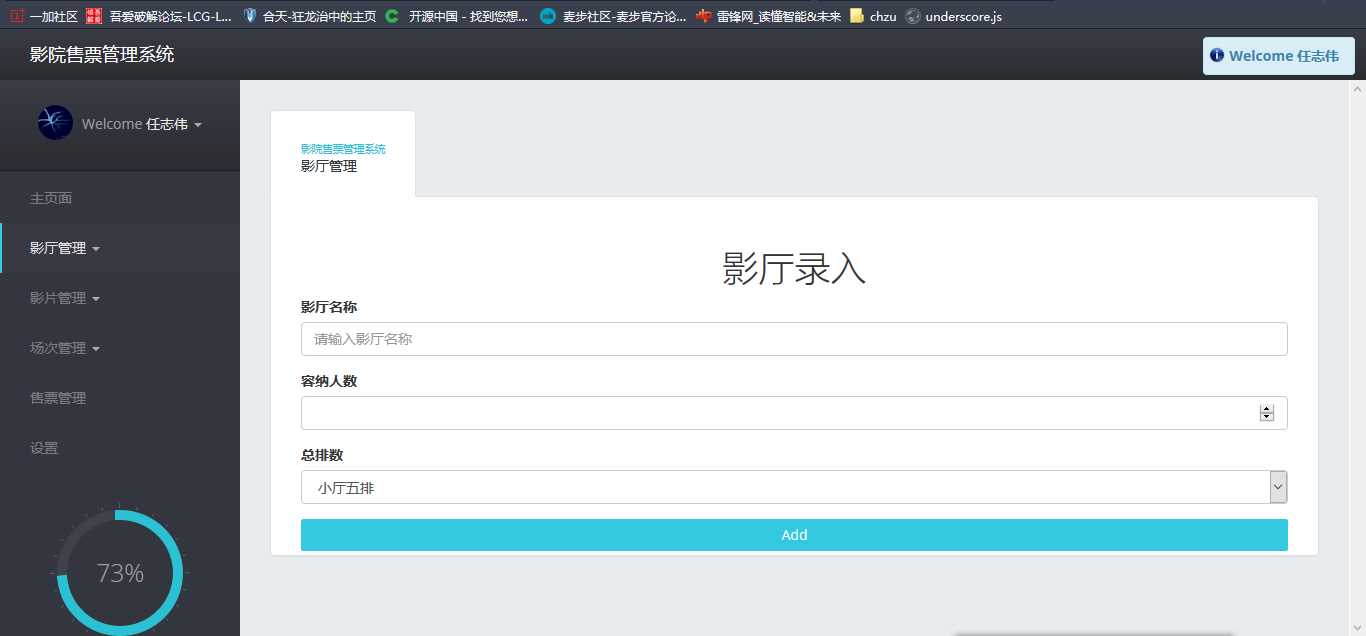 一加社区 吾爱破解论坛-LCG-L... 合天-狂龙治中的主页 开源中国 - 找到您想... 麦步社区-麦步官方论... 雷锋网_读懂智能&未来 chzu underscore.js
影院售票管理系统
Welcome 任志伟
Welcome 任志伟
主页面
影厅管理
影片管理
场次管理
售票管理
设置
73%
影院售票管理系统
影厅管理
影厅录入
影厅名称
请输入影厅名称
容纳人数
总排数
小厅五排
Add